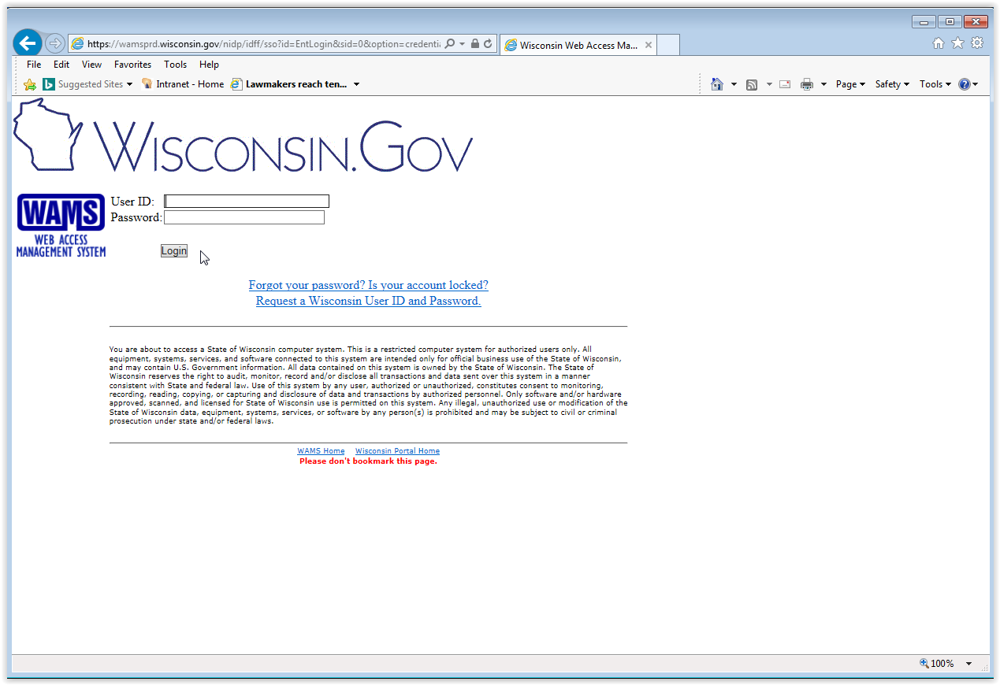 https://wamsprd.wisconsin.gov/nidp/idff/sso?id=EntLogin&sid=0&option=credenti
Wisconsin Web Access Ma...
File Edit View Favorites Tools Help
Suggested Sites Intranet - Home Lawmakers reach ten...
Page Safety Tools
WISCONSIN.GOV
WAMS
WEB ACCESS
MANAGEMENT SYSTEM
User ID:
Password:
Login
Forgot your password? Is your account locked?
Request a Wisconsin User ID and Password.
You are about to access a State of Wisconsin computer system. This is a restricted computer system for authorized users only. All
equipment, systems, services, and software connected to this system are intended only for official business use of the State of Wisconsin,
and may contain U.S. Government information. All data contained on this system is owned by the State of Wisconsin. The State of
Wisconsin reserves the right to audit, monitor, record and/or disclose all transactions and data sent over this system in a manner
consistent with State and federal law. Use of this system by any user, authorized or unauthorized, constitutes consent to monitoring,
recording, reading, copying, or capturing and disclosure of data and transactions by authorized personnel. Only software and/or hardware
approved, scanned, and licensed for State of Wisconsin use is permitted on this system. Any illegal, unauthorized use or modification of the
State of Wisconsin data, equipment, systems, services, or software by any person(s) is prohibited and may be subject to civil or criminal
prosecution under state and/or federal laws.
WAMS Home Wisconsin Portal Home
Please don't bookmark this page.
100%